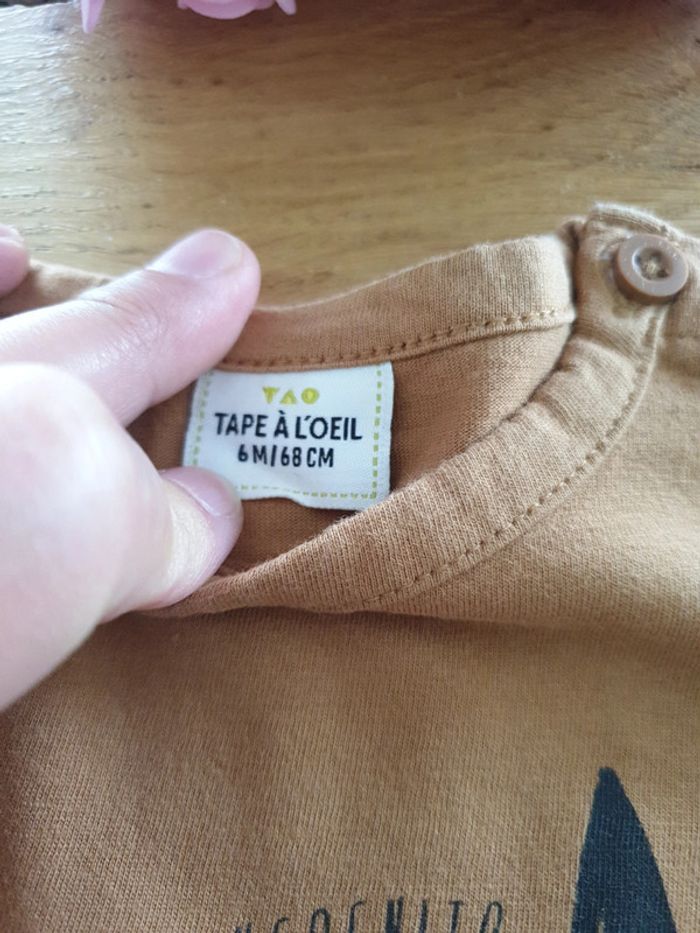 TAO
TAPE À L'OEIL
6M/68CM